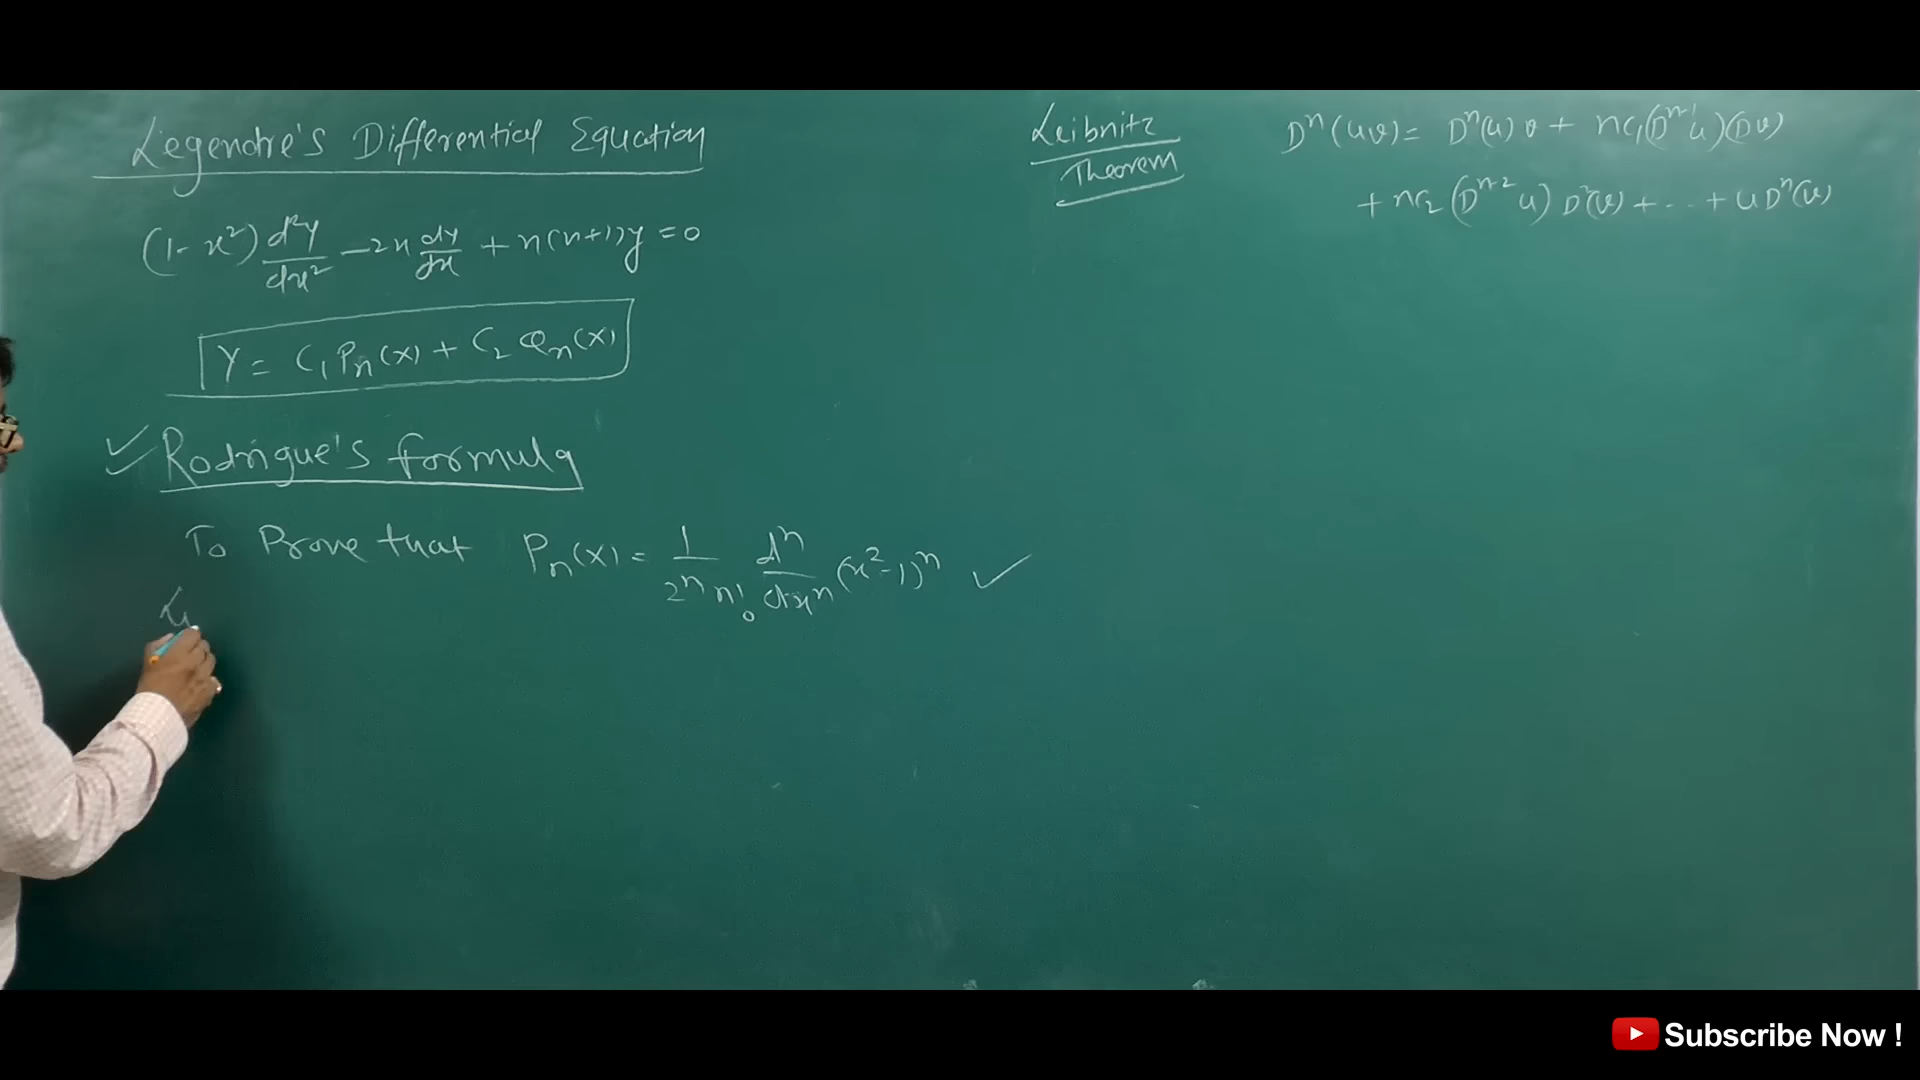 Legendre's Differential Equation
(1-x²) d²y/dx² - 2x dy/dx + n(n+1)y = 0
Y = C₁Pₙ(x) + C₂ Qₙ(x)
Rodrigue's formula
To Prove that Pₙ(x) = 1/(2ⁿ n!) dⁿ/dxⁿ (x²-1)ⁿ
Leibnitz
Theorem
Dⁿ(uv) = Dⁿ(u) v + nc₁(Dⁿ⁻¹u)(Dv)
+ nc₂(Dⁿ⁻²u) D²(v) + ... + u Dⁿ(v)
Subscribe Now !